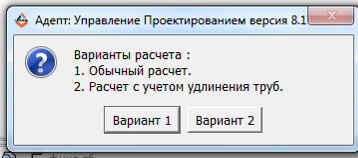 Адепт: Управление Проектированием версия 8.1
Варианты расчета :
1. Обычный расчет.
2. Расчет с учетом удлинения труб.
Вариант 1 Вариант 2